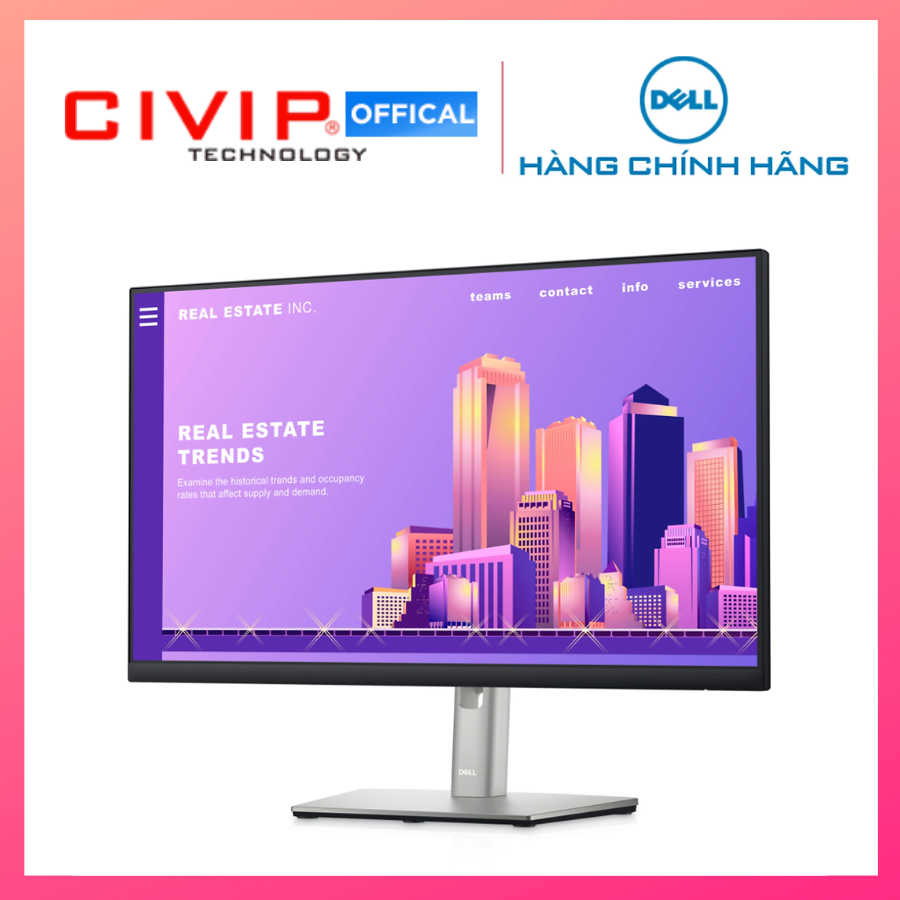 CIVIP® OFFICAL
TECHNOLOGY
DELL
HÀNG CHÍNH HÃNG
REAL ESTATE INC.
teams contact info services
REAL ESTATE
TRENDS
Examine the historical trends and occupancy
rates that affect supply and demand.
DELL